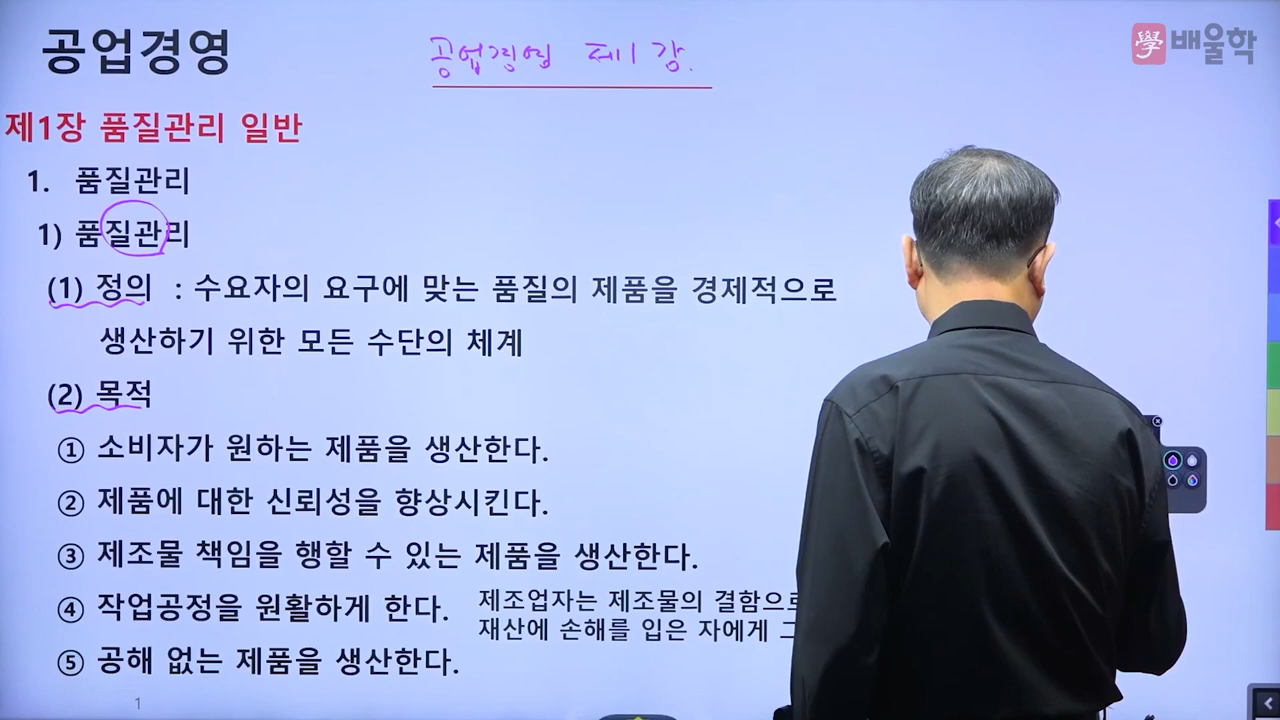 공업경영
공업경영 제1강.
學 배울학
제1장 품질관리 일반
1. 품질관리
1) 품질관리
(1) 정의 : 수요자의 요구에 맞는 품질의 제품을 경제적으로
생산하기 위한 모든 수단의 체계
(2) 목적
① 소비자가 원하는 제품을 생산한다.
② 제품에 대한 신뢰성을 향상시킨다.
③ 제조물 책임을 행할 수 있는 제품을 생산한다.
④ 작업공정을 원활하게 한다.
제조업자는 제조물의 결함으로
재산에 손해를 입은 자에게 그
⑤ 공해 없는 제품을 생산한다.
1